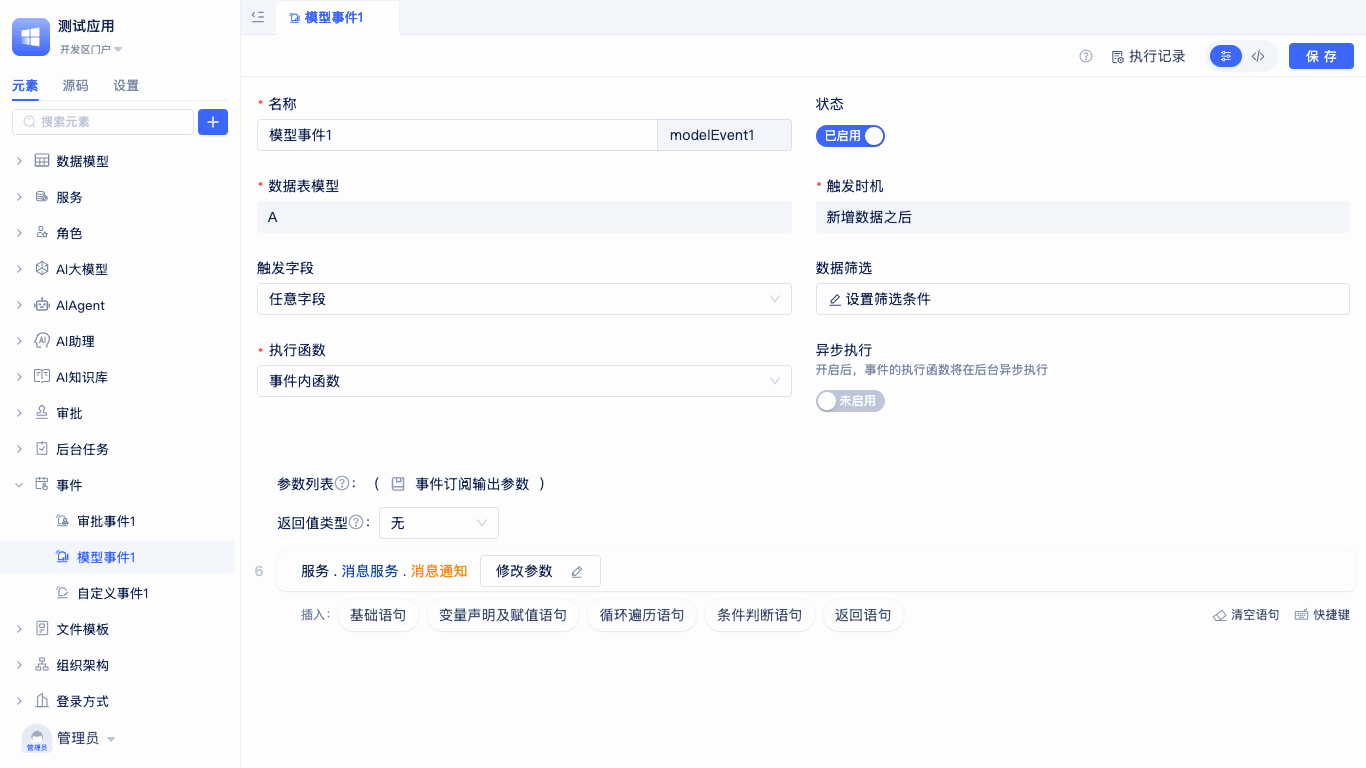 测试应用
开发区门户
元素 源码 设置
搜索元素
数据模型
服务
角色
AI大模型
AIAgent
AI助理
AI知识库
审批
后台任务
事件
审批事件1
模型事件1
自定义事件1
文件模板
组织架构
登录方式
管理员
管理员
模型事件1
执行记录
保存
* 名称
模型事件1 modelEvent1
状态
已启用
* 数据表模型
A
* 触发时机
新增数据之后
触发字段
任意字段
数据筛选
设置筛选条件
* 执行函数
事件内函数
异步执行
开启后，事件的执行函数将在后台异步执行
未启用
参数列表 : ( 事件订阅输出参数 )
返回值类型 : 无
6 服务 . 消息服务 . 消息通知 修改参数
插入: 基础语句 变量声明及赋值语句 循环遍历语句 条件判断语句 返回语句 清空语句 快捷键